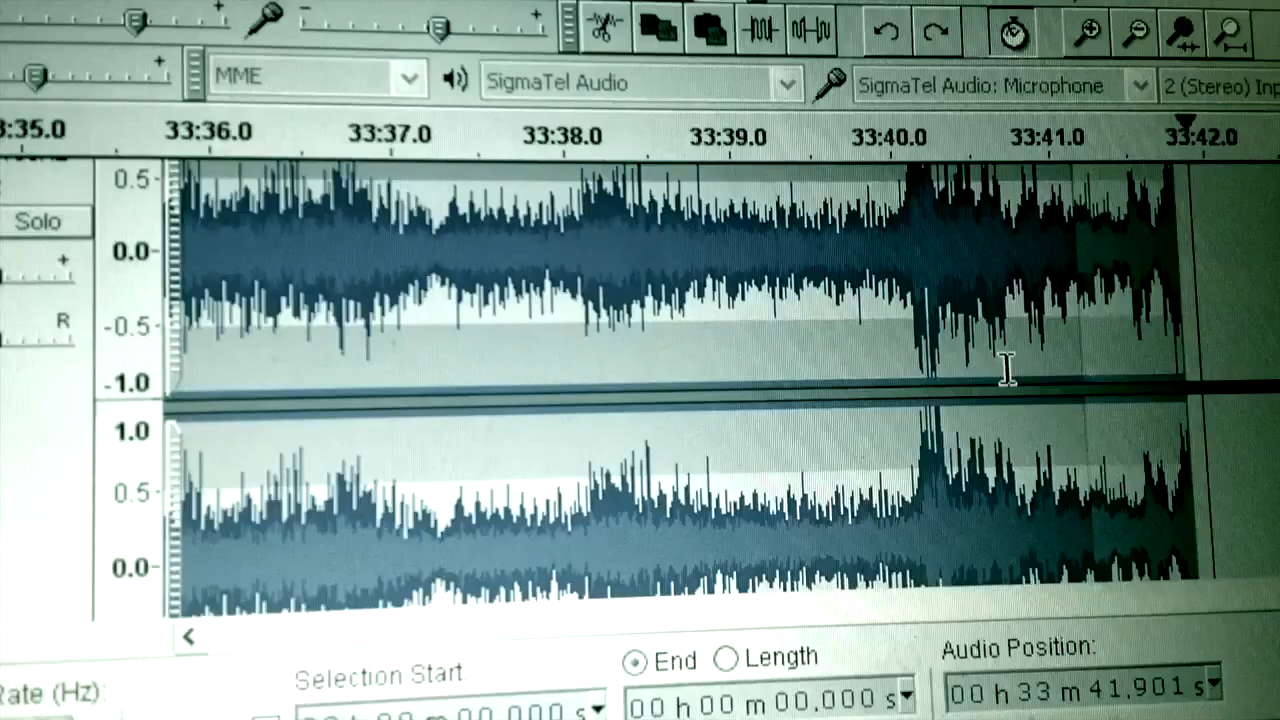 - +
MME SigmaTel Audio SigmaTel Audio: Microphone 2 (Stereo) Inp
3:35.0 33:36.0 33:37.0 33:38.0 33:39.0 33:40.0 33:41.0 33:42.0
0.5-
Solo
0.0-
+
R
-0.5-
-1.0
1.0
0.5-
0.0-
Rate (Hz): Selection Start: End Length Audio Position:
00 h 00 m 00.000 s 00 h 33 m 41.901 s